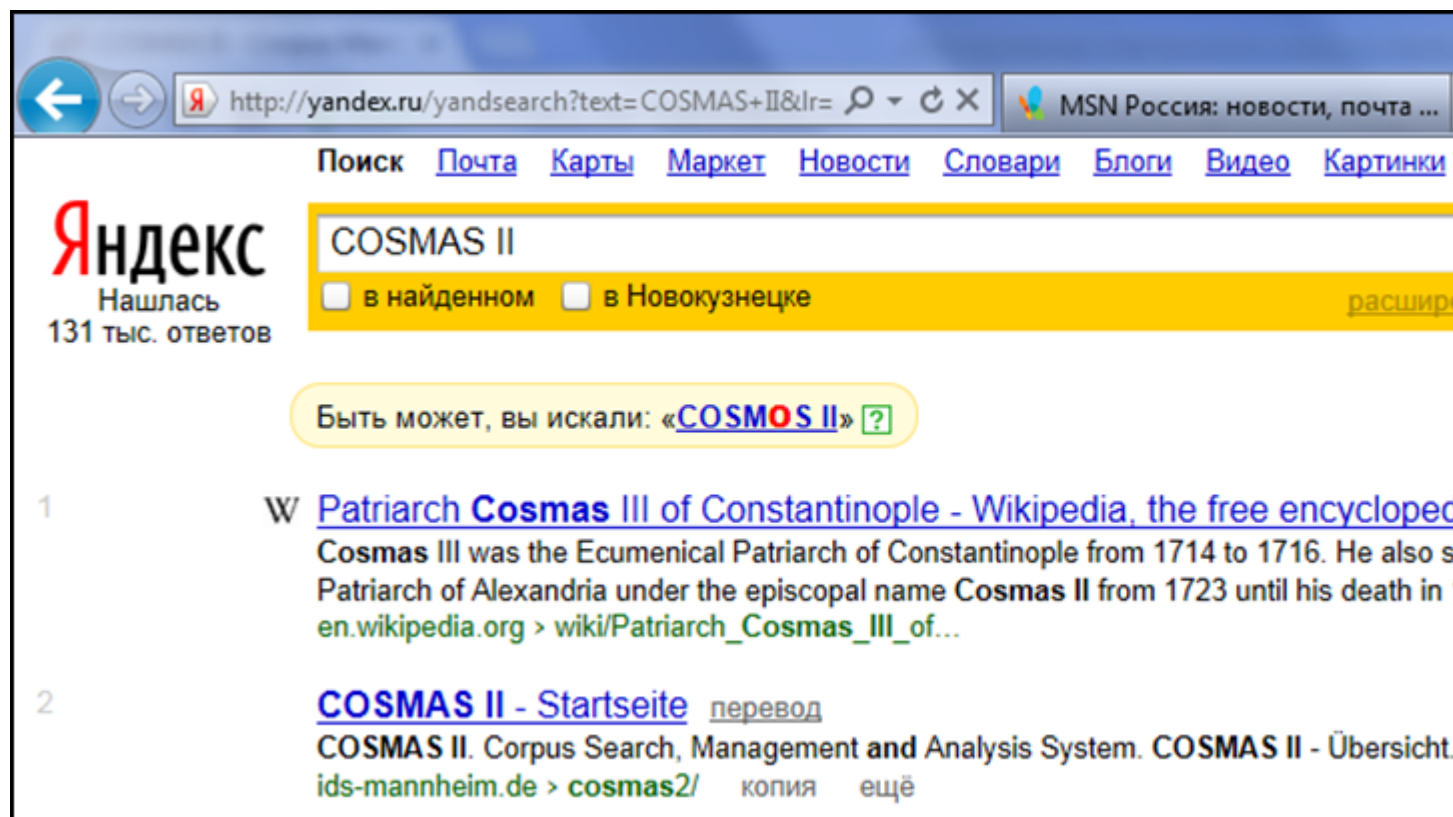 http://yandex.ru/yandsearch?text=COSMAS+II&lr=
MSN Россия: новости, почта ...
Поиск Почта Карты Маркет Новости Словари Блоги Видео Картинки
Яндекс
Нашлась
131 тыс. ответов
COSMAS II
в найденном в Новокузнецке
расшир
Быть может, вы искали: «COSMOS II» ?
1 W Patriarch Cosmas III of Constantinople - Wikipedia, the free encycloped
Cosmas III was the Ecumenical Patriarch of Constantinople from 1714 to 1716. He also s
Patriarch of Alexandria under the episcopal name Cosmas II from 1723 until his death in
en.wikipedia.org › wiki/Patriarch_Cosmas_III_of...
2 COSMAS II - Startseite перевод
COSMAS II. Corpus Search, Management and Analysis System. COSMAS II - Übersicht.
ids-mannheim.de › cosmas2/ копия ещё